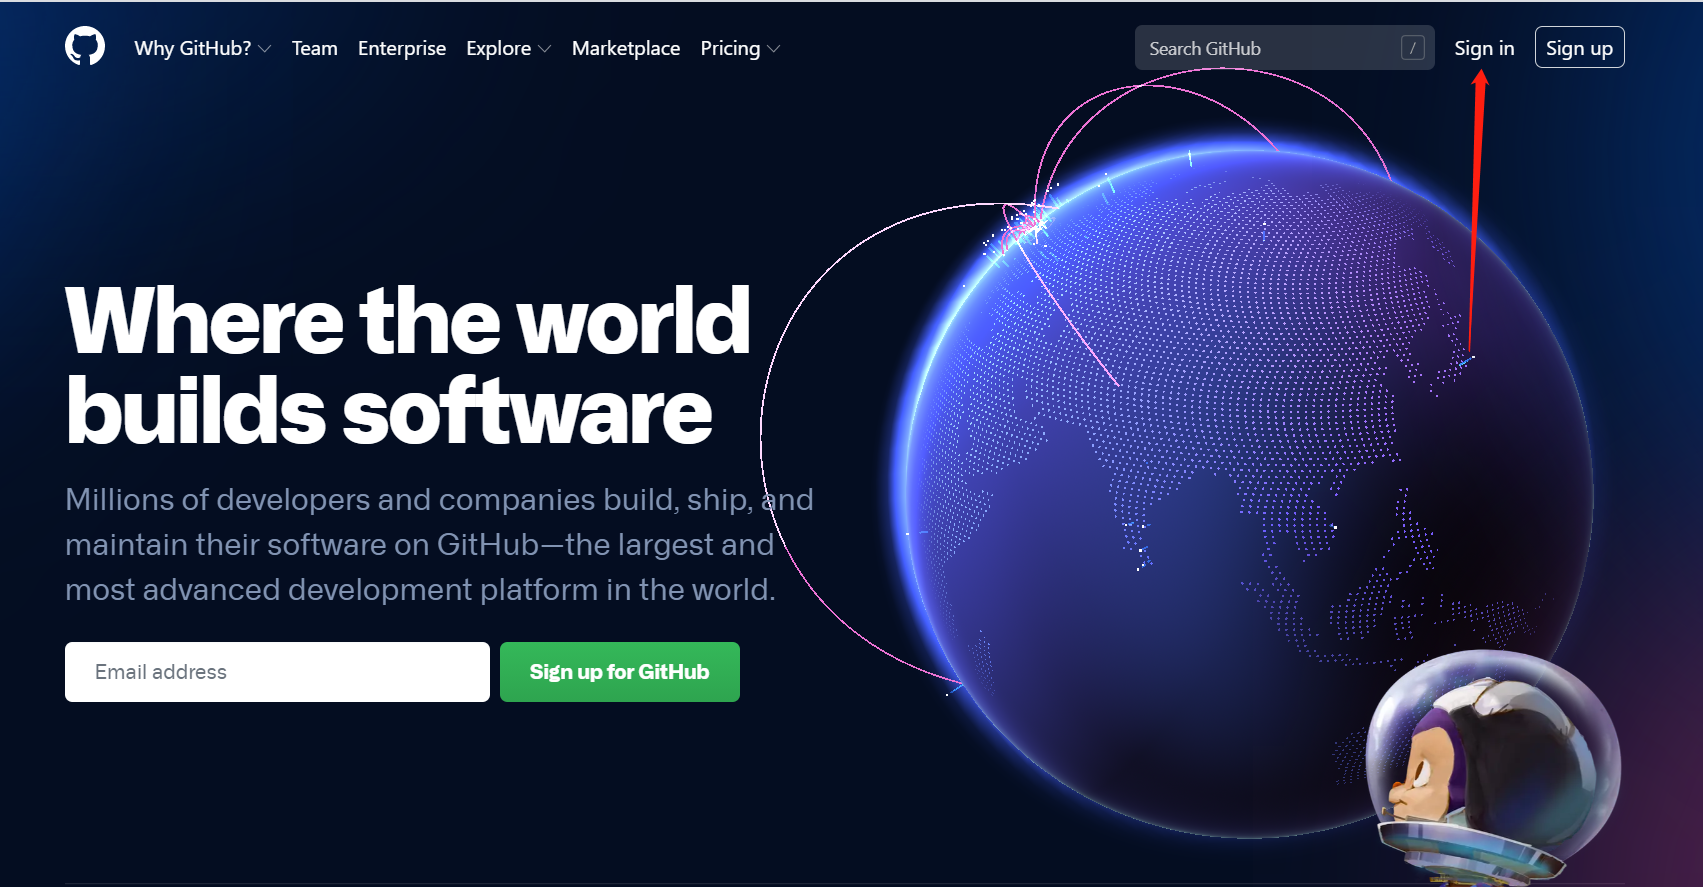 Why GitHub? Team Enterprise Explore Marketplace Pricing Search GitHub / Sign in Sign up
Where the world
builds software
Millions of developers and companies build, ship, and
maintain their software on GitHub—the largest and
most advanced development platform in the world.
Email address Sign up for GitHub